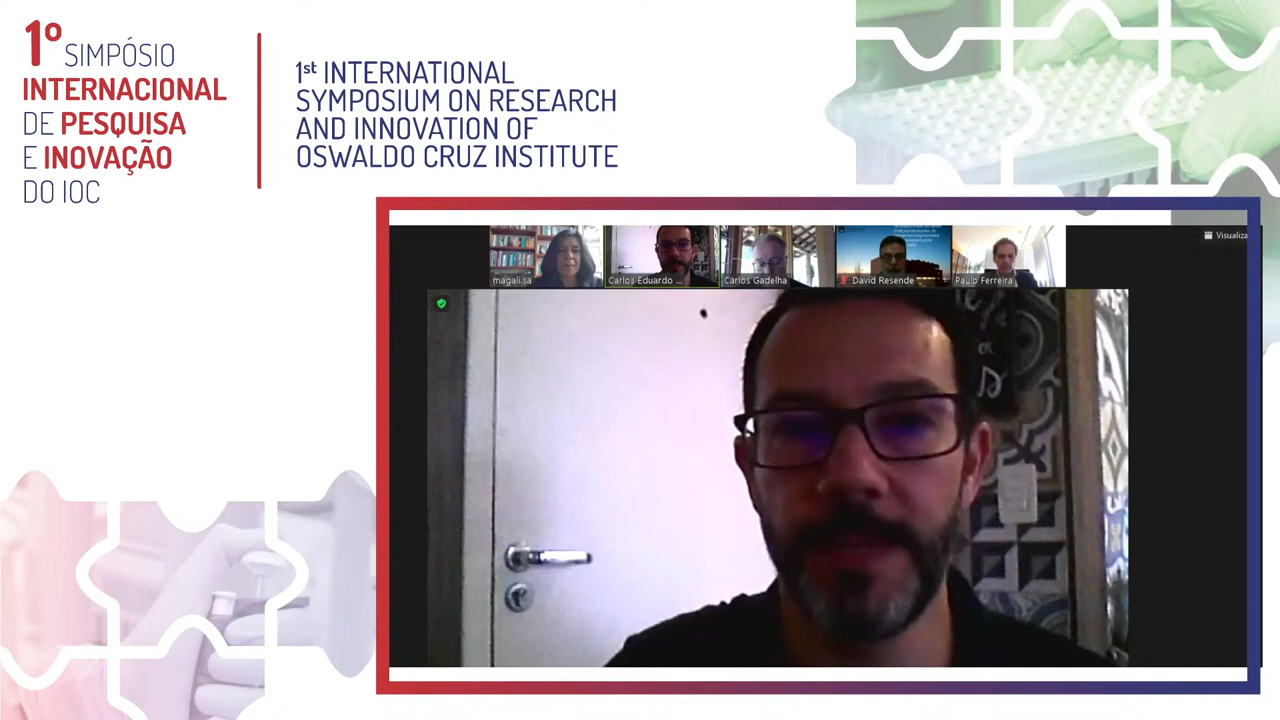 1º SIMPÓSIO
INTERNACIONAL
DE PESQUISA
E INOVAÇÃO
DO IOC
1st INTERNATIONAL
SYMPOSIUM ON RESEARCH
AND INNOVATION OF
OSWALDO CRUZ INSTITUTE
Visualiza
magali.sa
Carlos Eduardo ...
Carlos Gadelha
David Resende
Paulo Ferreira